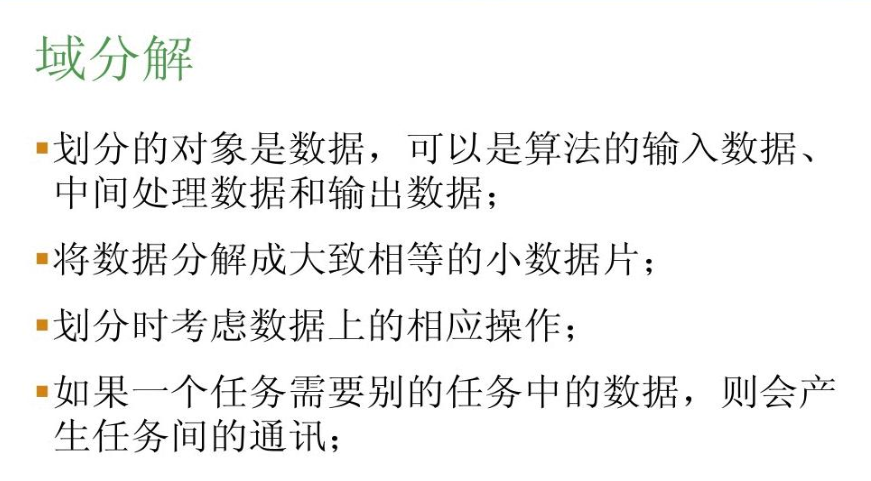 域分解
▪划分的对象是数据，可以是算法的输入数据、
中间处理数据和输出数据；
▪将数据分解成大致相等的小数据片；
▪划分时考虑数据上的相应操作；
▪如果一个任务需要别的任务中的数据，则会产
生任务间的通讯；